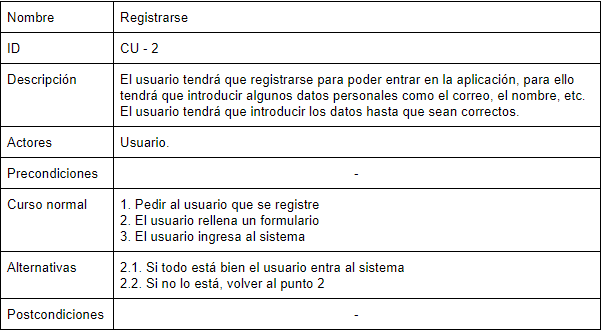 Nombre Registrarse
ID CU - 2
Descripción El usuario tendrá que registrarse para poder entrar en la aplicación, para ello
tendrá que introducir algunos datos personales como el correo, el nombre, etc.
El usuario tendrá que introducir los datos hasta que sean correctos.
Actores Usuario.
Precondiciones -
Curso normal 1. Pedir al usuario que se registre
2. El usuario rellena un formulario
3. El usuario ingresa al sistema
Alternativas 2.1. Si todo está bien el usuario entra al sistema
2.2. Si no lo está, volver al punto 2
Postcondiciones -